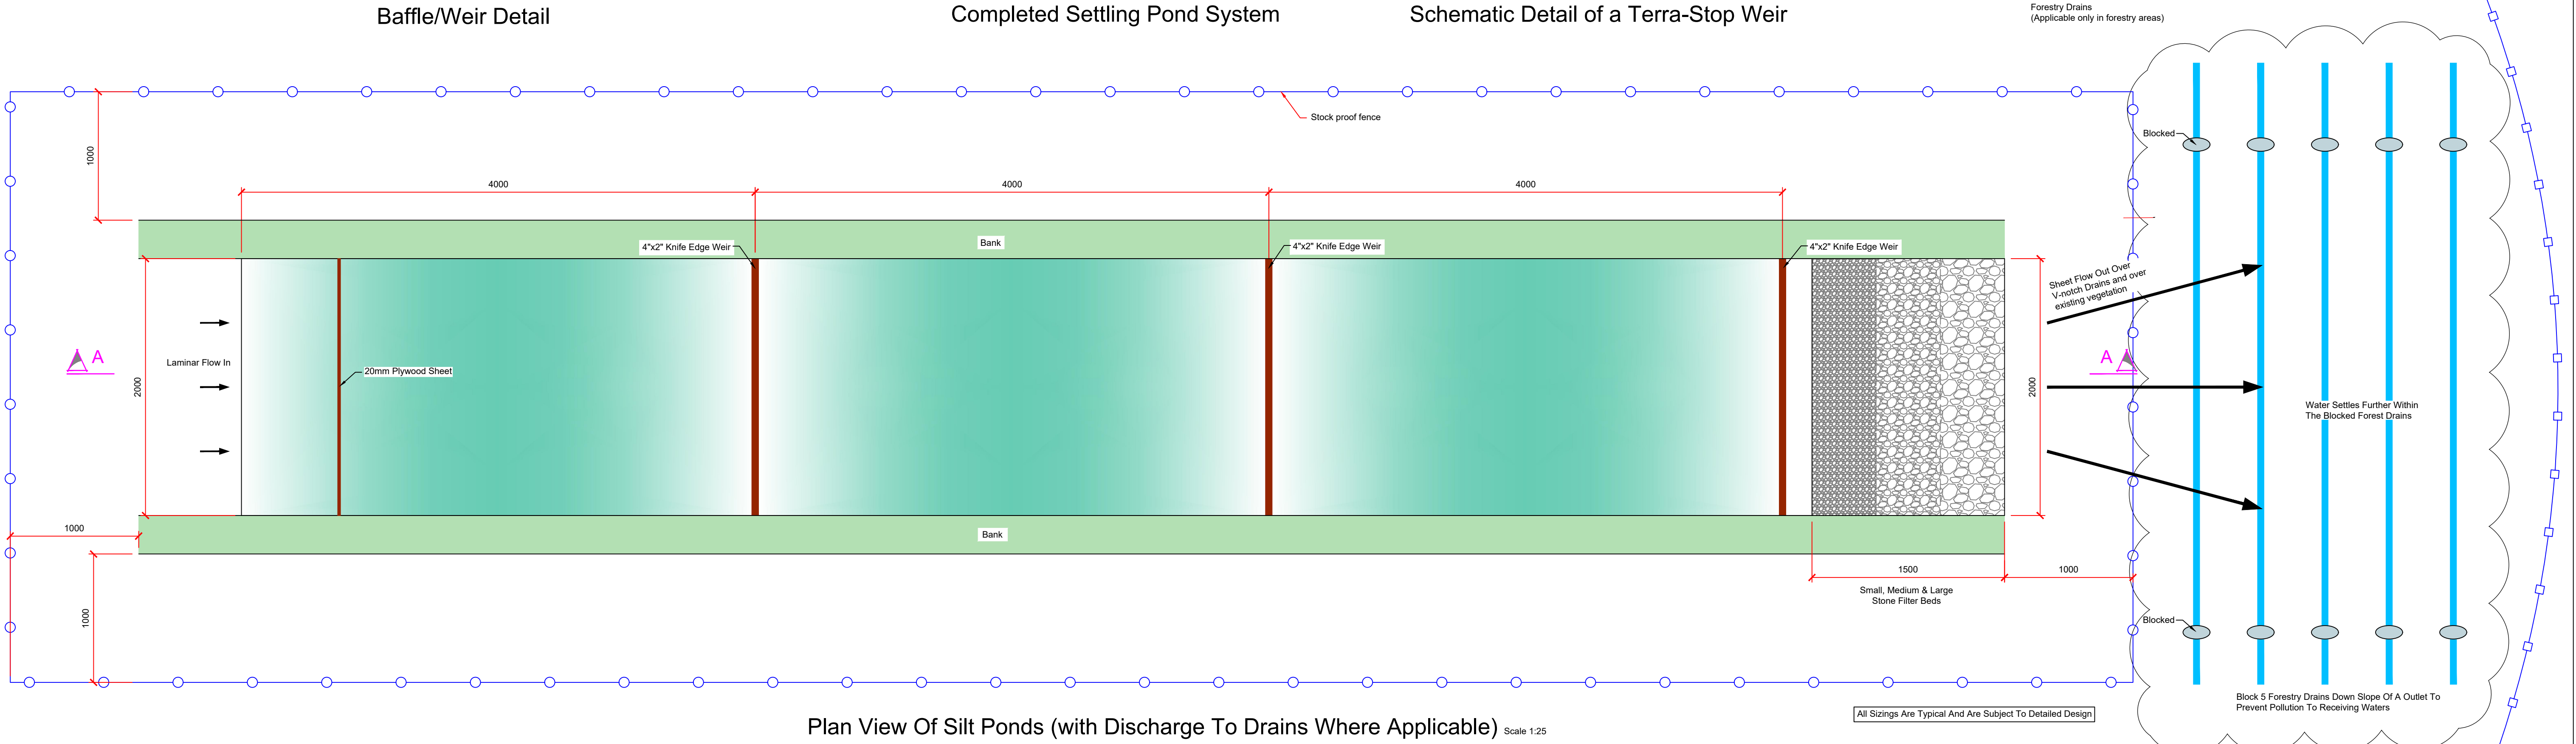 Baffle/Weir Detail
Completed Settling Pond System
Schematic Detail of a Terra-Stop Weir
Forestry Drains
(Applicable only in forestry areas)
Stock proof fence
Blocked
1000
4000
4000
4000
4"x2" Knife Edge Weir
Bank
4"x2" Knife Edge Weir
4"x2" Knife Edge Weir
Sheet Flow Out Over
V-notch Drains and over
existing vegetation
A
Laminar Flow In
20mm Plywood Sheet
2000
2000
A
Water Settles Further Within
The Blocked Forest Drains
1000
Bank
1500
1000
Small, Medium & Large
Stone Filter Beds
1000
Blocked
Block 5 Forestry Drains Down Slope Of A Outlet To
Prevent Pollution To Receiving Waters
All Sizings Are Typical And Are Subject To Detailed Design
Plan View Of Silt Ponds (with Discharge To Drains Where Applicable) Scale 1:25